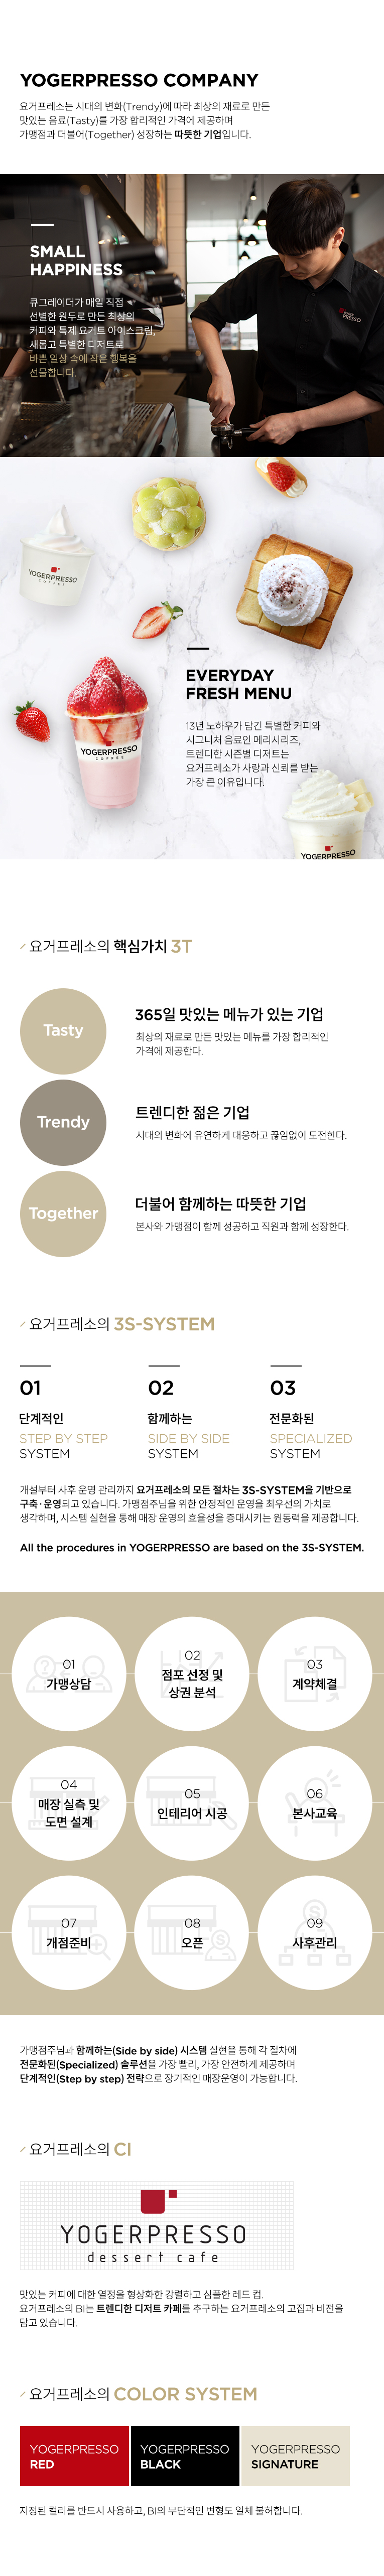 YOGERPRESSO COMPANY
요거프레소는 시대의 변화(Trendy)에 따라 최상의 재료로 만든
맛있는 음료(Tasty)를 가장 합리적인 가격에 제공하며
가맹점과 더불어(Together) 성장하는 따뜻한 기업입니다.
SMALL
HAPPINESS
큐그레이더가 매일 직접
선별한 원두로 만든 최상의
커피와 특제 요거트 아이스크림,
새롭고 특별한 디저트로
바쁜 일상 속에 작은 행복을
선물합니다.
YOGERPRESSO
COFFEE
EVERYDAY
FRESH MENU
13년 노하우가 담긴 특별한 커피와
시그니처 음료인 메리시리즈,
트렌디한 시즌별 디저트는
요거프레소가 사랑과 신뢰를 받는
가장 큰 이유입니다.
YOGERPRESSO
COFFEE
YOGERPRESSO
요거프레소의 핵심가치 3T
Tasty
365일 맛있는 메뉴가 있는 기업
최상의 재료로 만든 맛있는 메뉴를 가장 합리적인
가격에 제공한다.
Trendy
트렌디한 젊은 기업
시대의 변화에 유연하게 대응하고 끊임없이 도전한다.
Together
더불어 함께하는 따뜻한 기업
본사와 가맹점이 함께 성공하고 직원과 함께 성장한다.
요거프레소의 3S-SYSTEM
01
단계적인
STEP BY STEP
SYSTEM
02
함께하는
SIDE BY SIDE
SYSTEM
03
전문화된
SPECIALIZED
SYSTEM
개설부터 사후 운영 관리까지 요거프레소의 모든 절차는 3S-SYSTEM을 기반으로
구축·운영되고 있습니다. 가맹점주님을 위한 안정적인 운영을 최우선의 가치로
생각하며, 시스템 실현을 통해 매장 운영의 효율성을 증대시키는 원동력을 제공합니다.
All the procedures in YOGERPRESSO are based on the 3S-SYSTEM.
01
가맹상담
02
점포 선정 및
상권 분석
03
계약체결
04
매장 실측 및
도면 설계
05
인테리어 시공
06
본사교육
07
개점준비
08
오픈
09
사후관리
가맹점주님과 함께하는(Side by side) 시스템 실현을 통해 각 절차에
전문화된(Specialized) 솔루션을 가장 빨리, 가장 안전하게 제공하며
단계적인(Step by step) 전략으로 장기적인 매장운영이 가능합니다.
요거프레소의 CI
YOGERPRESSO
dessert cafe
맛있는 커피에 대한 열정을 형상화한 강렬하고 심플한 레드 컵.
요거프레소의 BI는 트렌디한 디저트 카페를 추구하는 요거프레소의 고집과 비전을
담고 있습니다.
요거프레소의 COLOR SYSTEM
YOGERPRESSO
RED
YOGERPRESSO
BLACK
YOGERPRESSO
SIGNATURE
지정된 컬러를 반드시 사용하고, BI의 무단적인 변형도 일체 불허합니다.